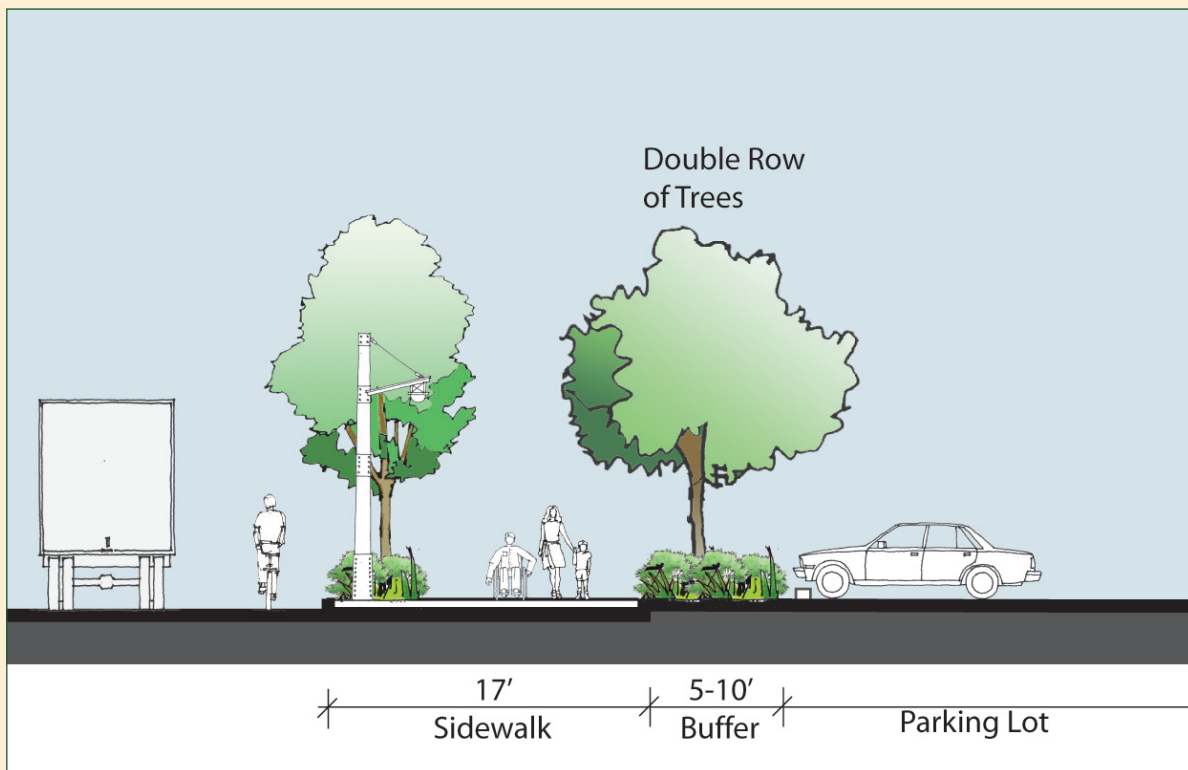 Double Row
of Trees
17’
Sidewalk
5-10’
Buffer
Parking Lot